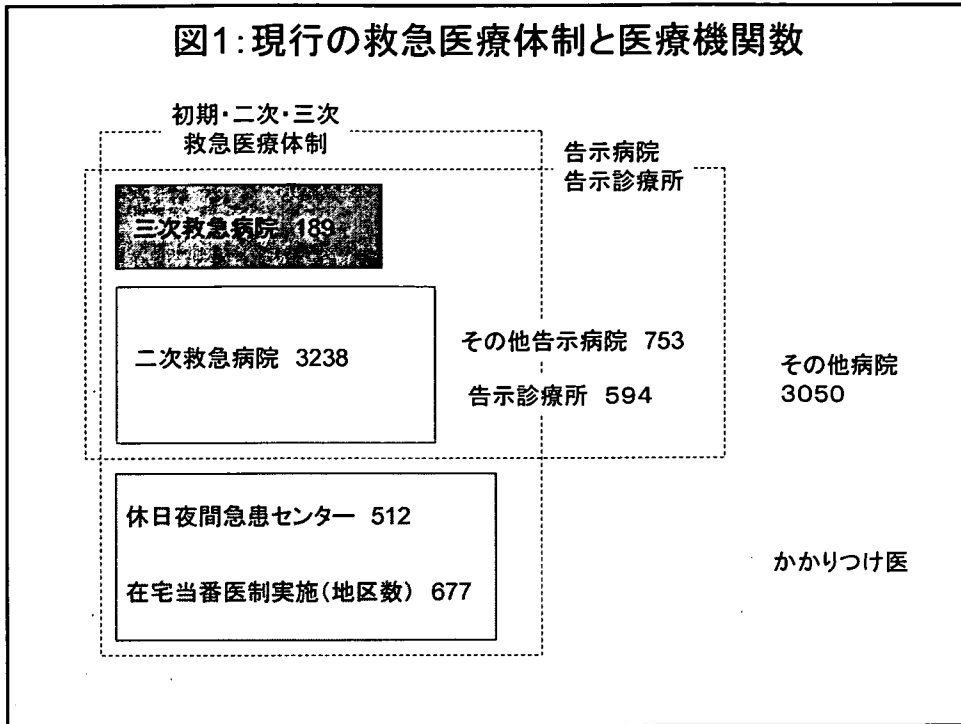 図1:現行の救急医療体制と医療機関数
初期・二次・三次
救急医療体制
告示病院
告示診療所
三次救急病院 189
二次救急病院 3238
その他告示病院 753
告示診療所 594
その他病院
3050
休日夜間急患センター 512
在宅当番医制実施(地区数) 677
かかりつけ医